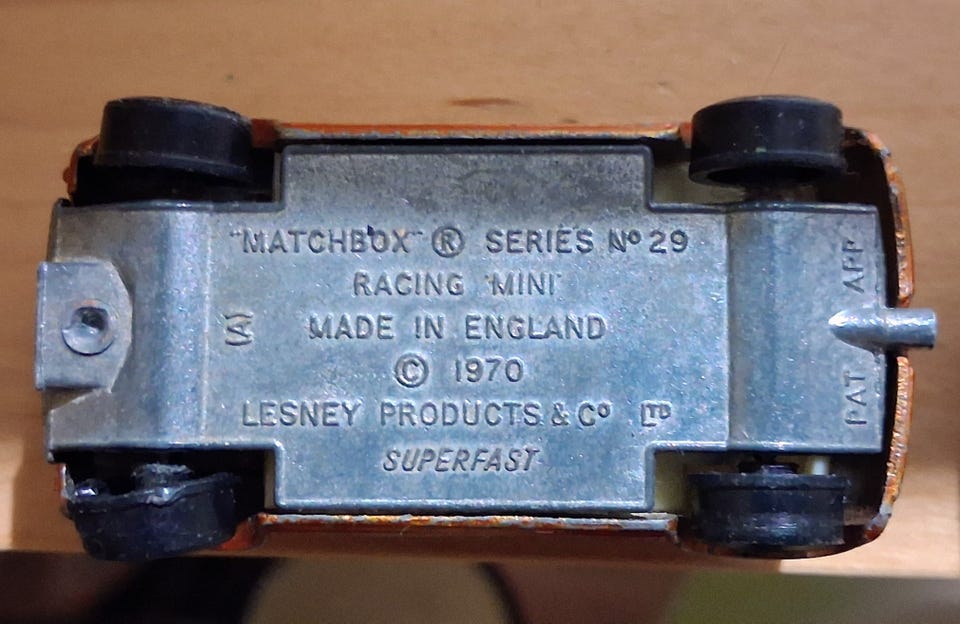 "MATCHBOX" ® SERIES Nº 29
RACING 'MINI'
(A)
MADE IN ENGLAND
© 1970
LESNEY PRODUCTS & Cº LTD
SUPERFAST
PAT APP